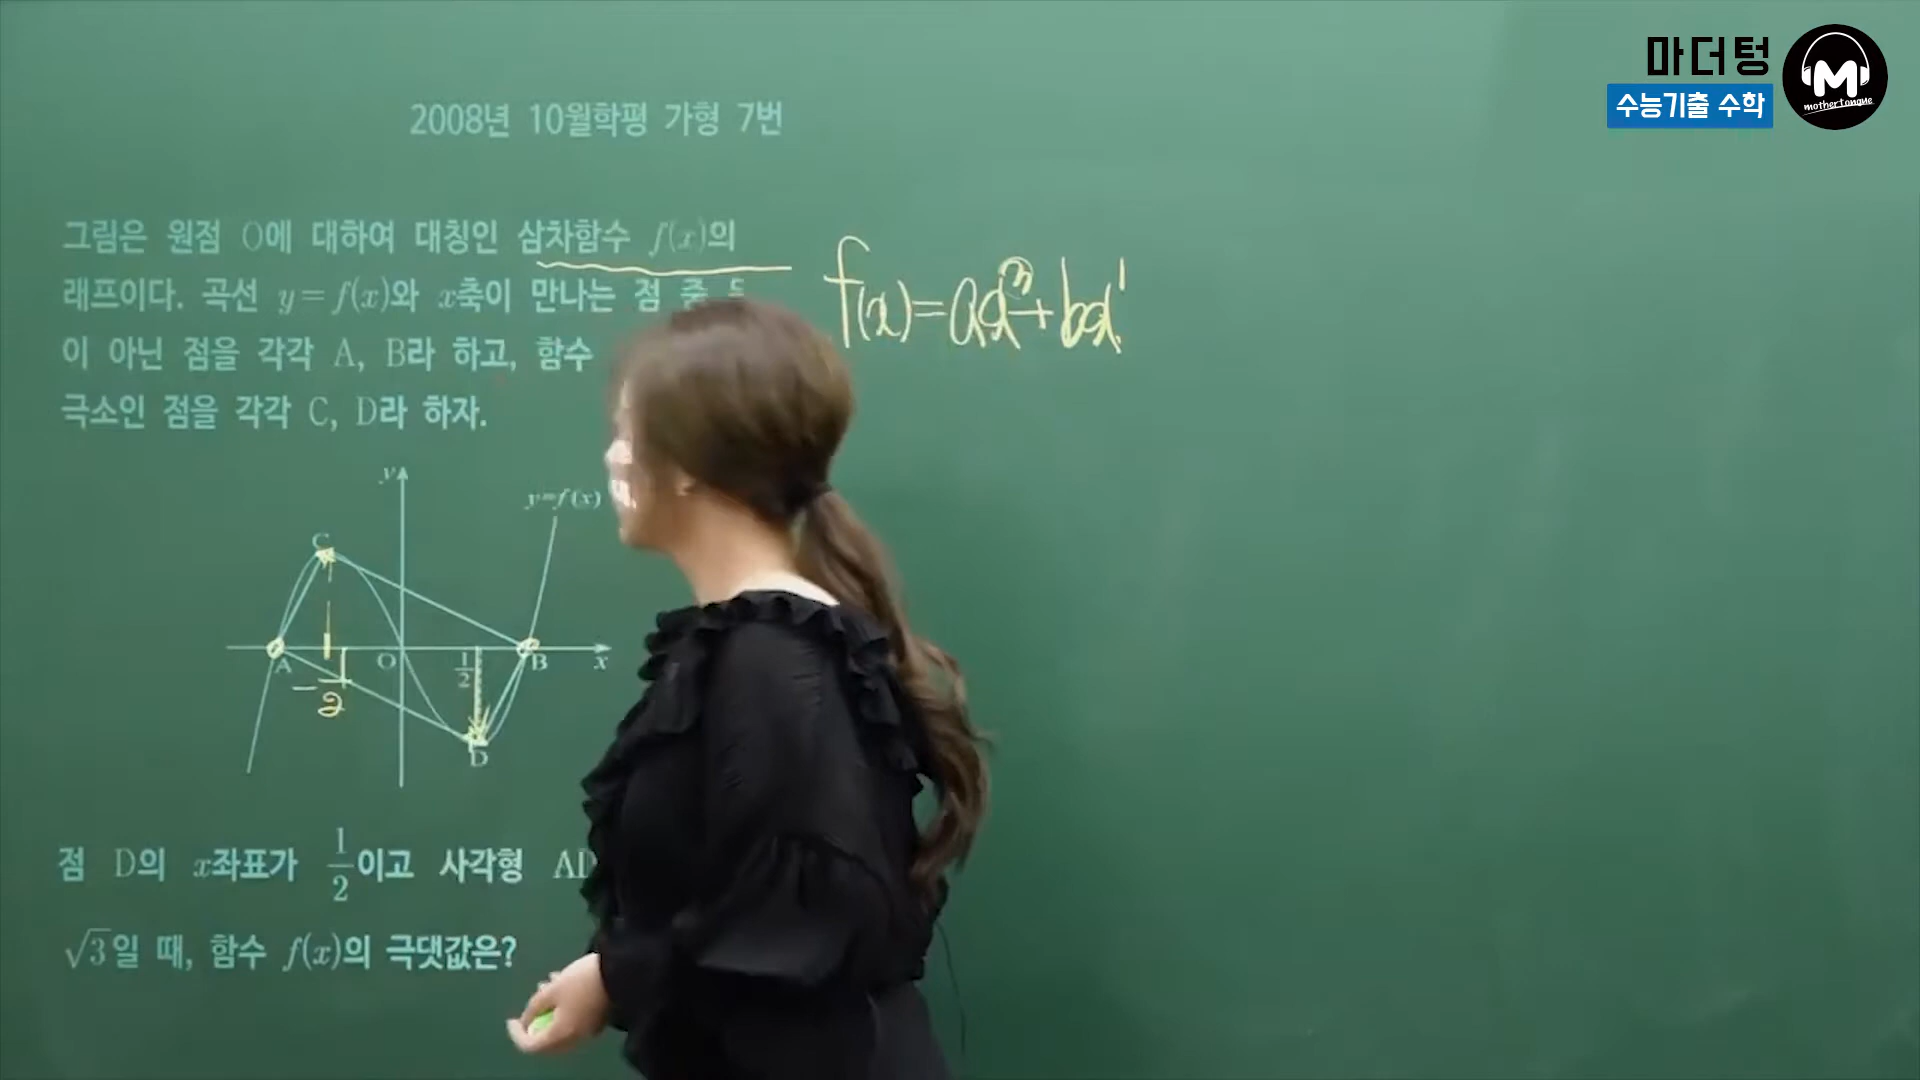 마더텅
수능기출 수학
M
mothertongue
2008년 10월학평 가형 7번
그림은 원점 O에 대하여 대칭인 삼차함수 f(x)의
래프이다. 곡선 y=f(x)와 x축이 만나는 점 중
이 아닌 점을 각각 A, B라 하고, 함수
극소인 점을 각각 C, D라 하자.
f(x)=ax³+bx¹
y
y=f(x)
C
A
O
1/2
B
x
D
점 D의 x좌표가 1/2이고 사각형 AD
√3일 때, 함수 f(x)의 극댓값은?